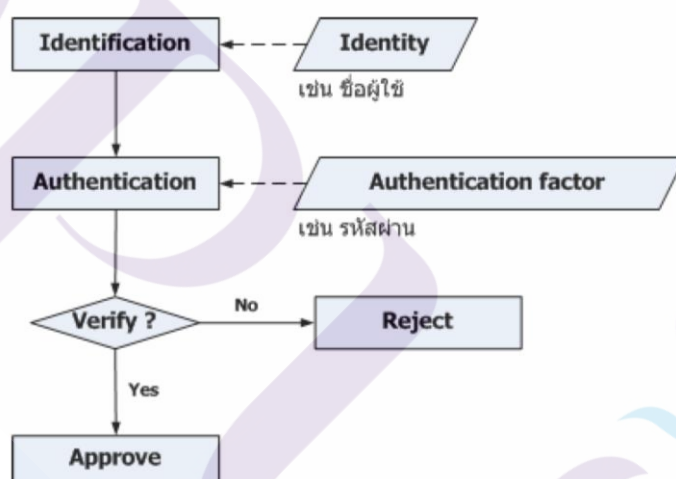 Identification
Identity
เช่น ชื่อผู้ใช้
Authentication
Authentication factor
เช่น รหัสผ่าน
Verify ?
No
Reject
Yes
Approve